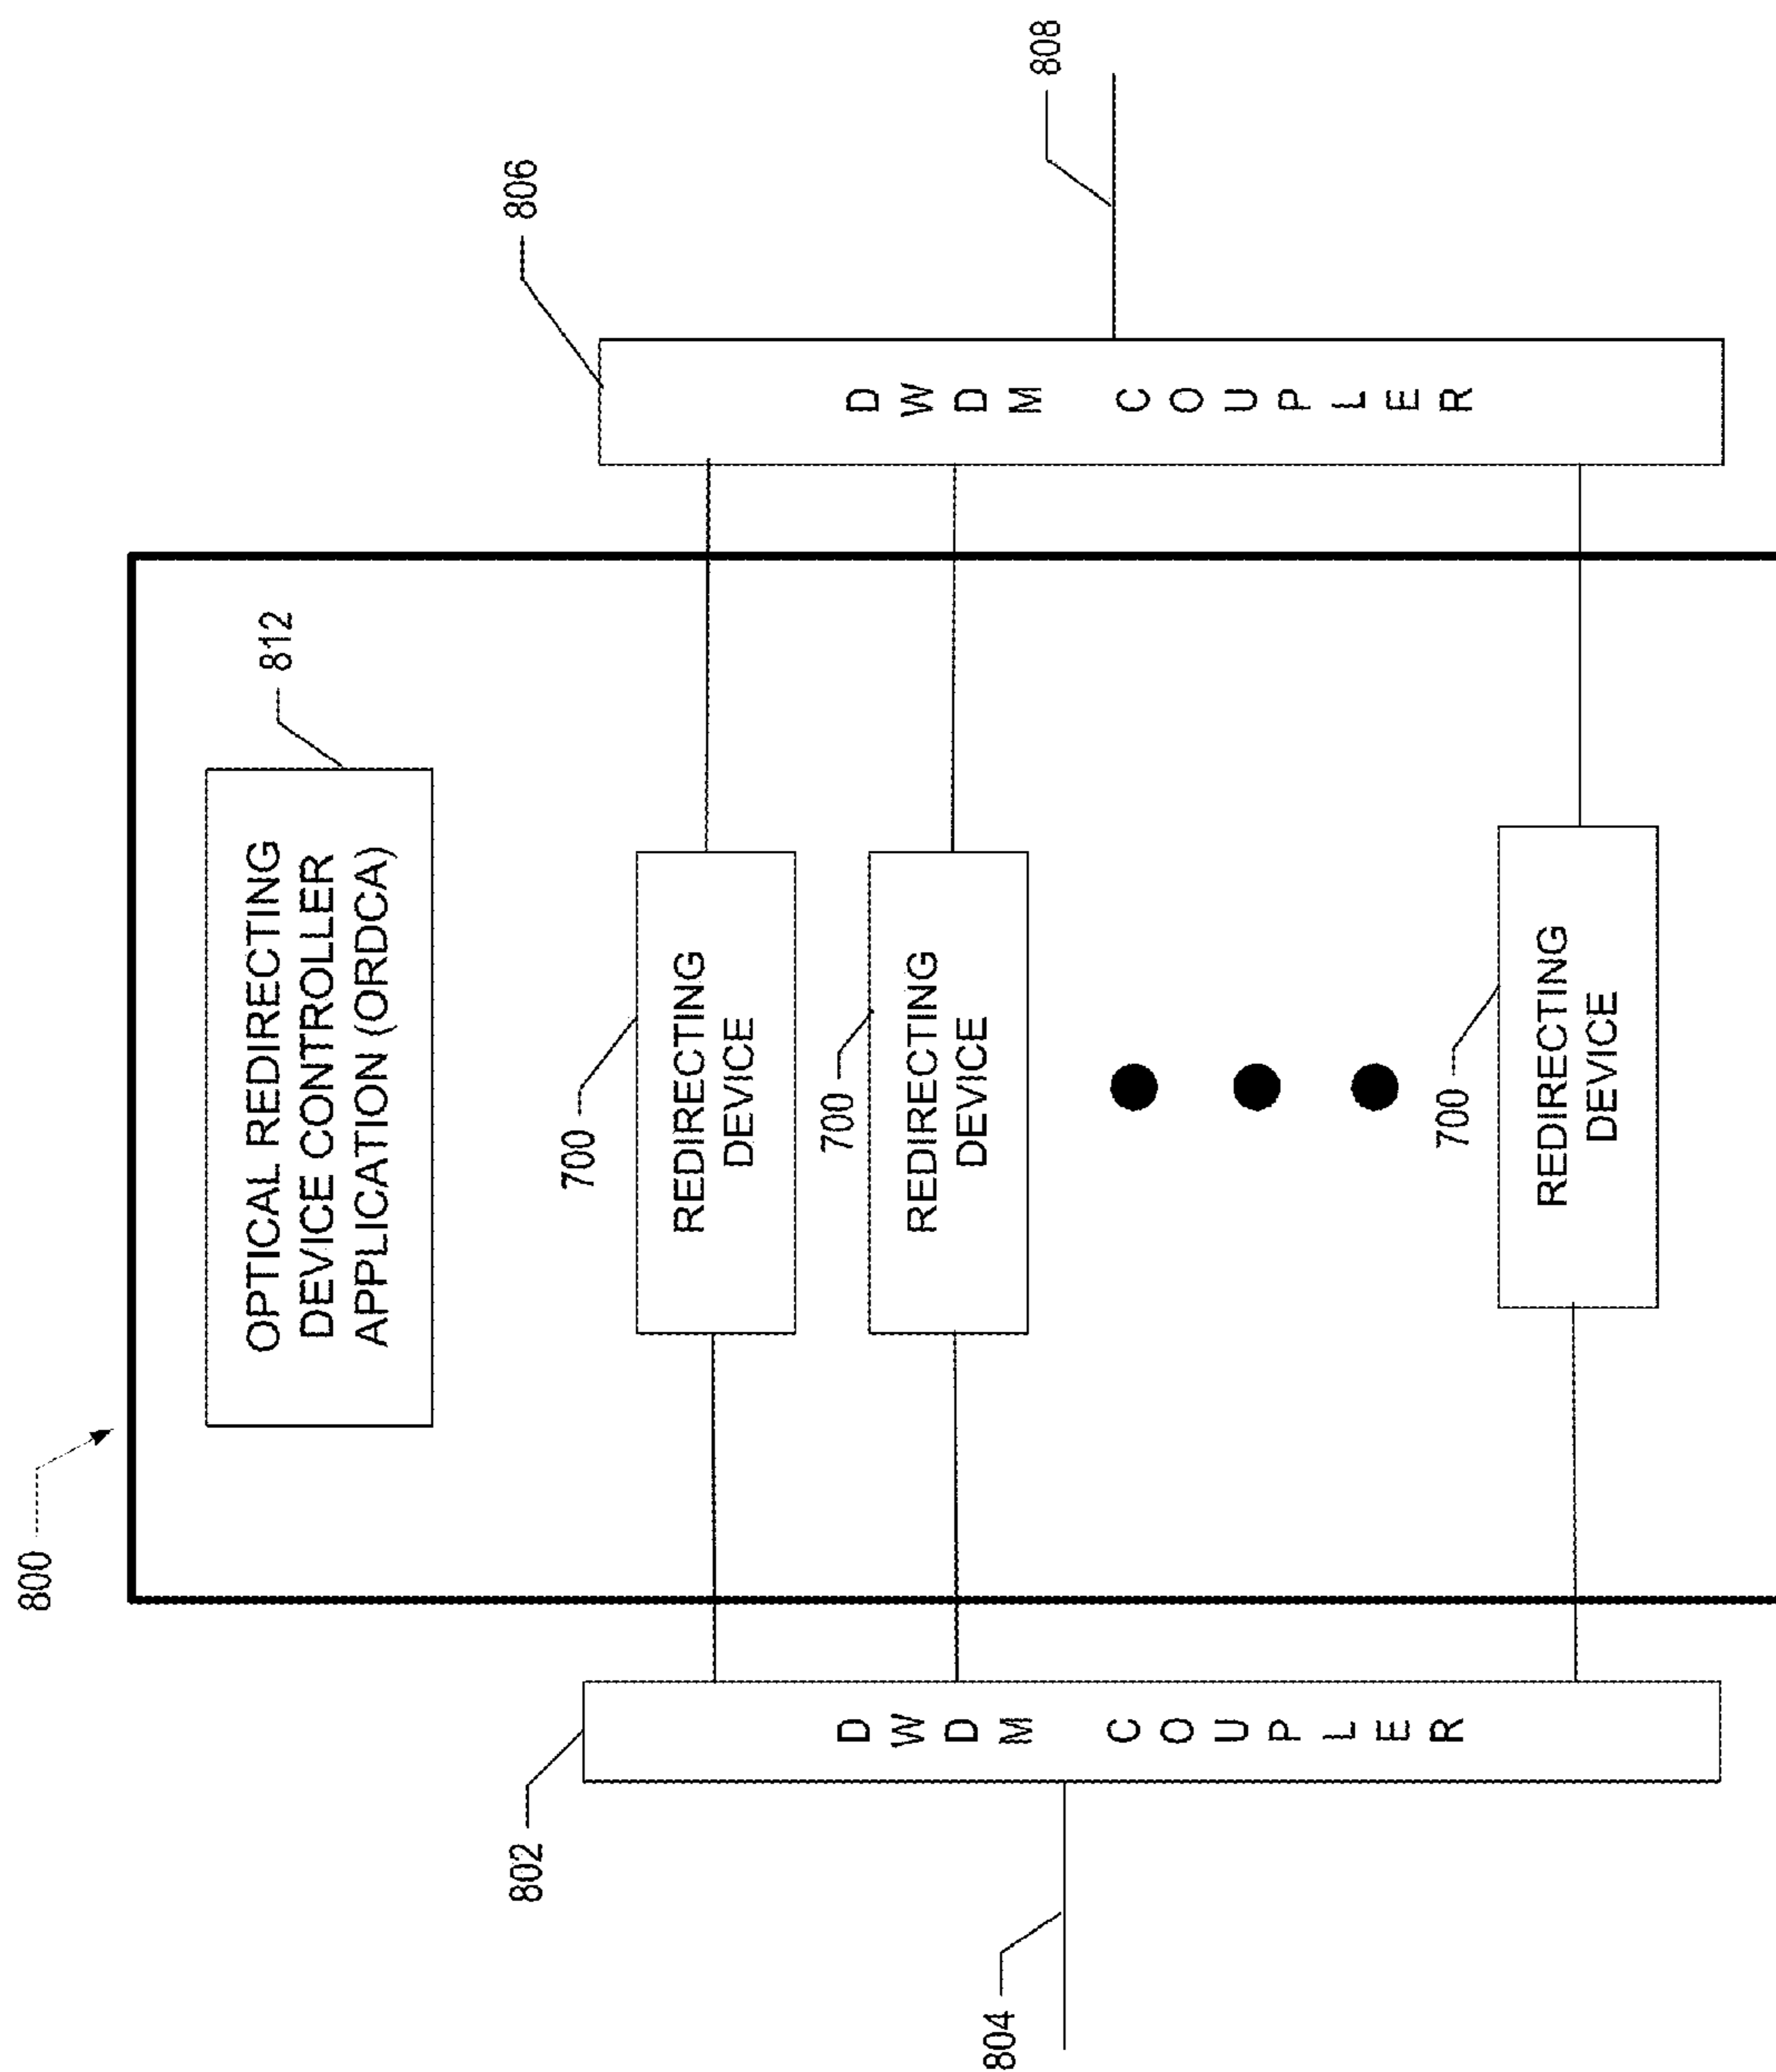 800
OPTICAL REDIRECTING
DEVICE CONTROLLER
APPLICATION (ORDCA)
812
802
DWDM COUPLER
804
700
REDIRECTING
DEVICE
700
REDIRECTING
DEVICE
700
REDIRECTING
DEVICE
806
DWDM COUPLER
808